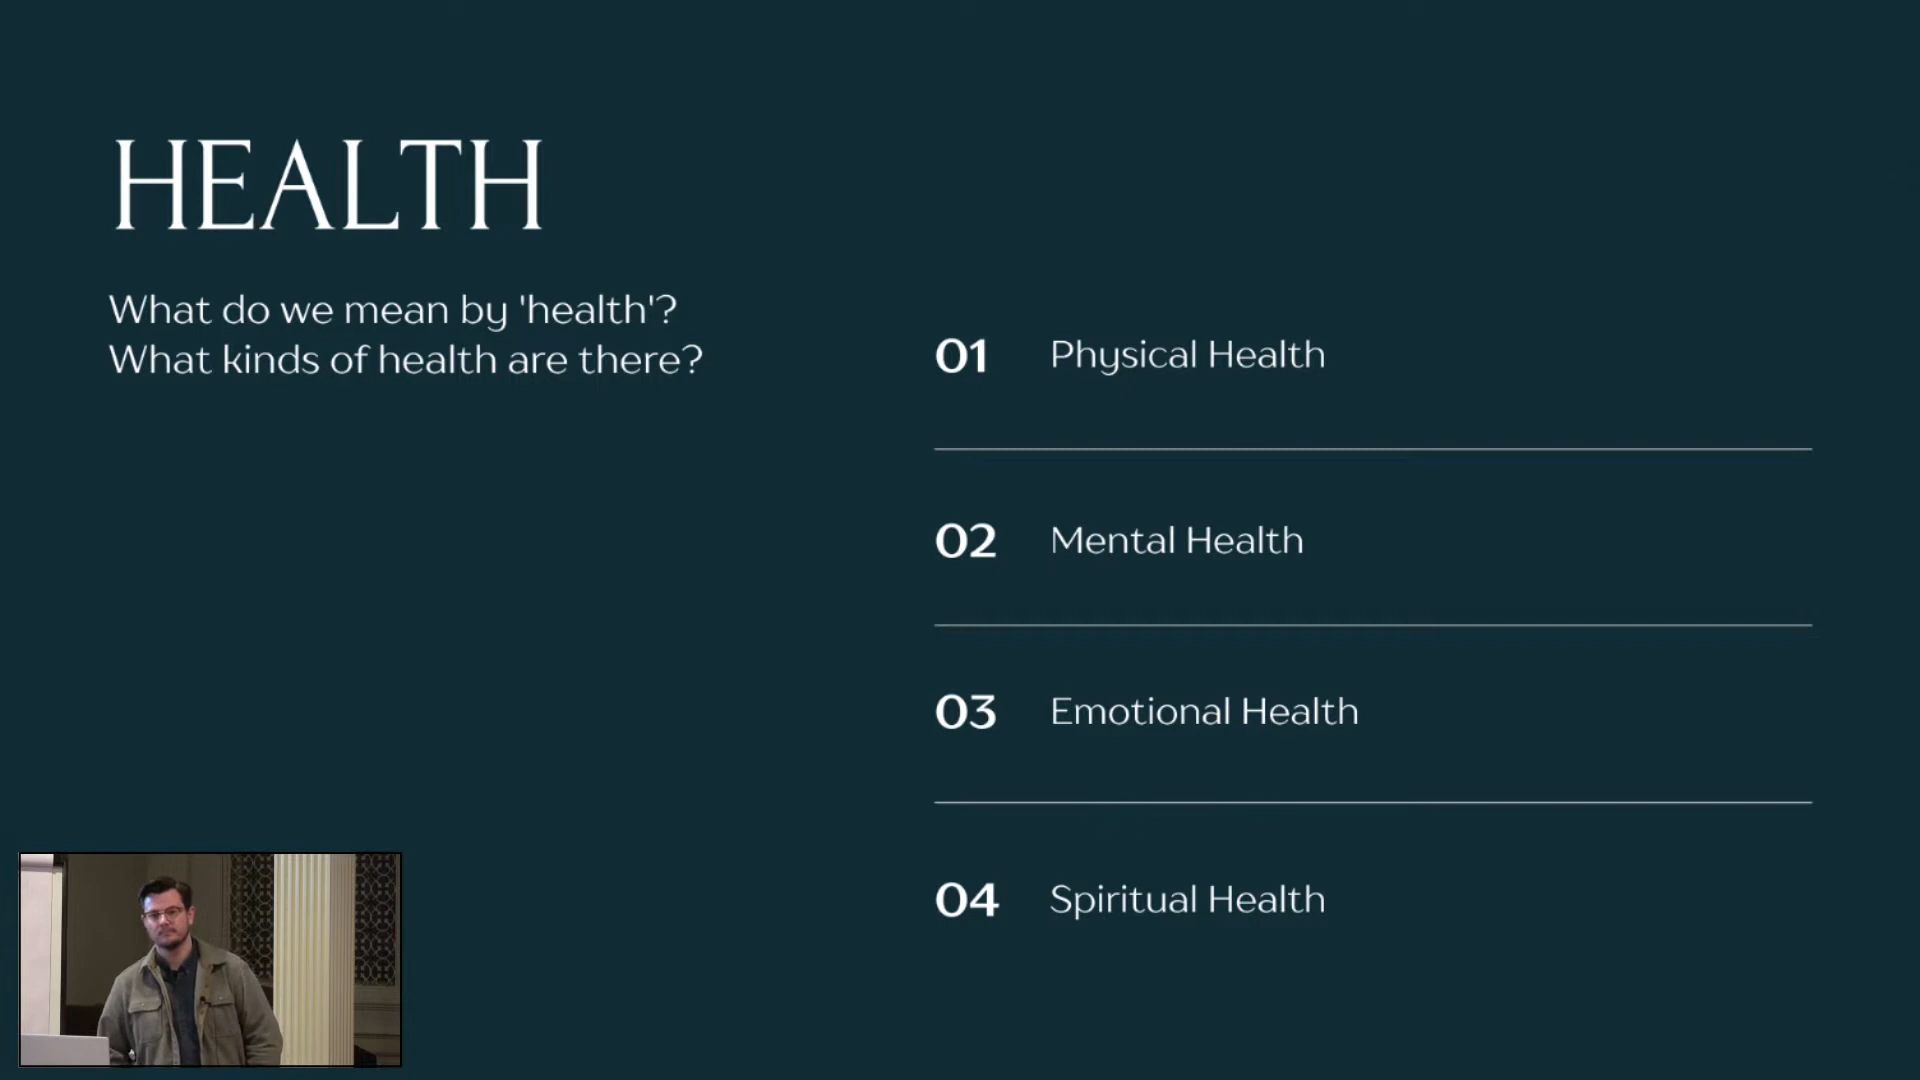 HEALTH
What do we mean by 'health'?
What kinds of health are there?
01 Physical Health
02 Mental Health
03 Emotional Health
04 Spiritual Health